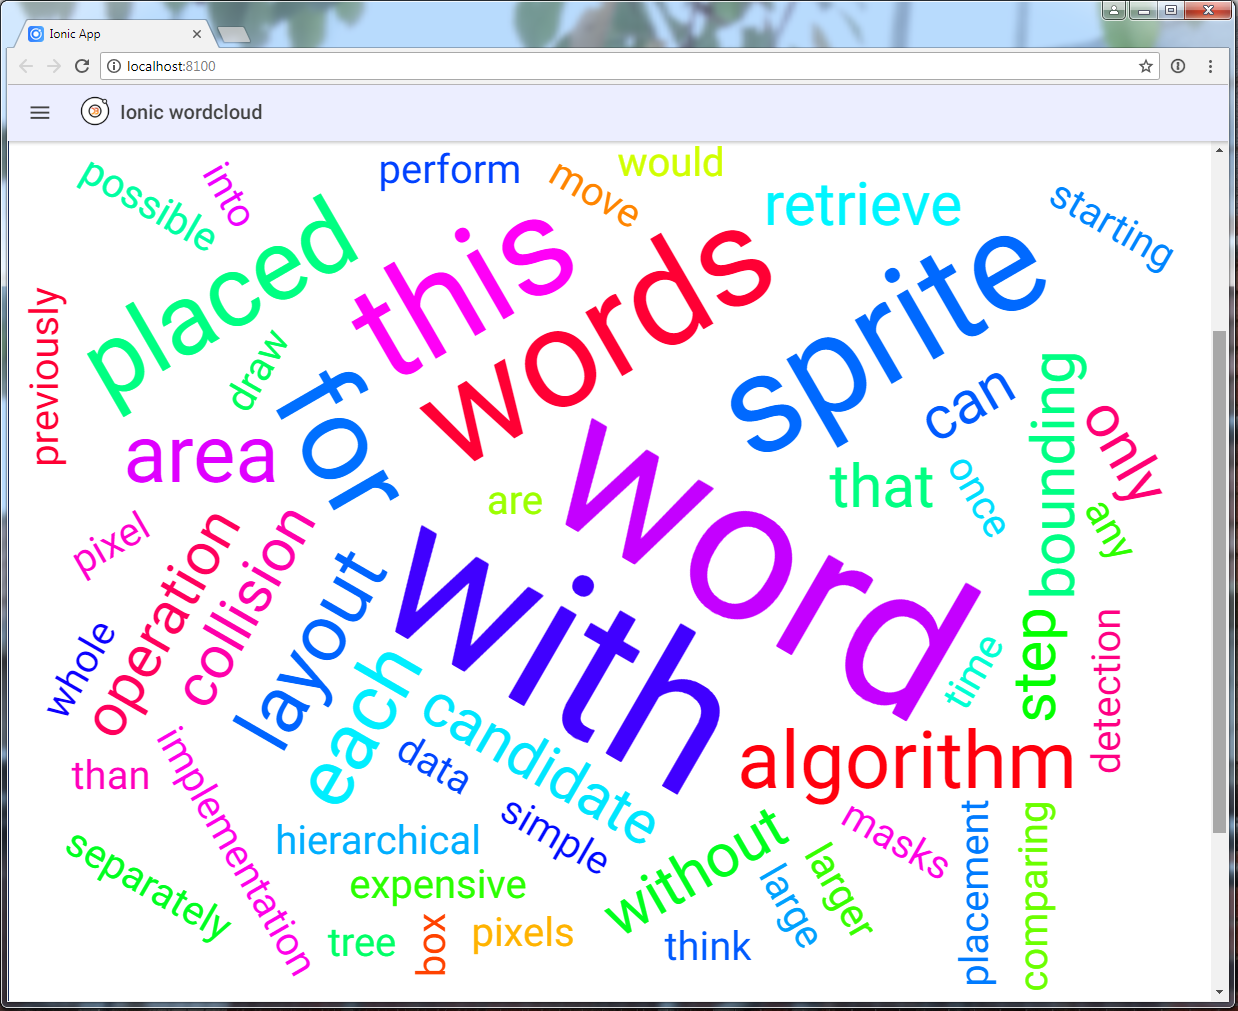 Ionic App
localhost:8100
Ionic wordcloud
possible
into
perform
move
would
retrieve
starting
placed
this
words
sprite
previously
draw
for
can
bounding
only
area
are
word
that
once
any
pixel
operation
collision
layout
with
whole
each
candidate
time
step
detection
than
implementation
data
simple
algorithm
hierarchical
expensive
without
masks
larger
large
placement
comparing
separately
tree
box
pixels
think